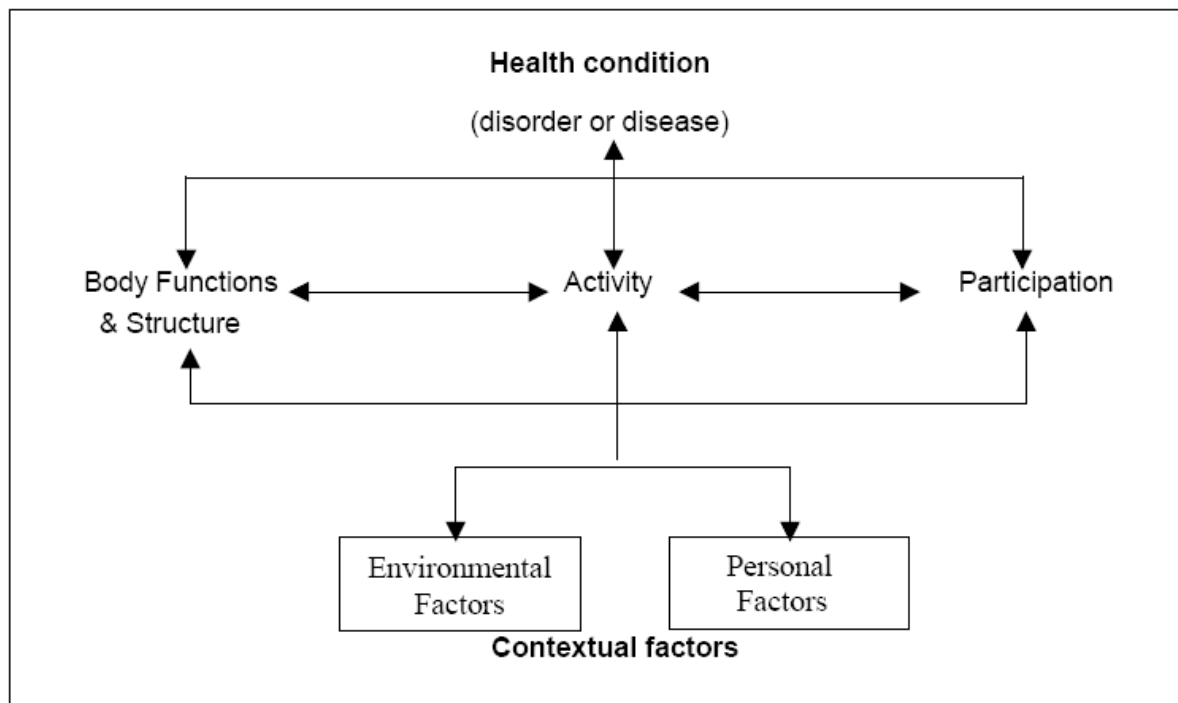 Health condition
(disorder or disease)
Body Functions
& Structure
Activity
Participation
Environmental
Factors
Personal
Factors
Contextual factors